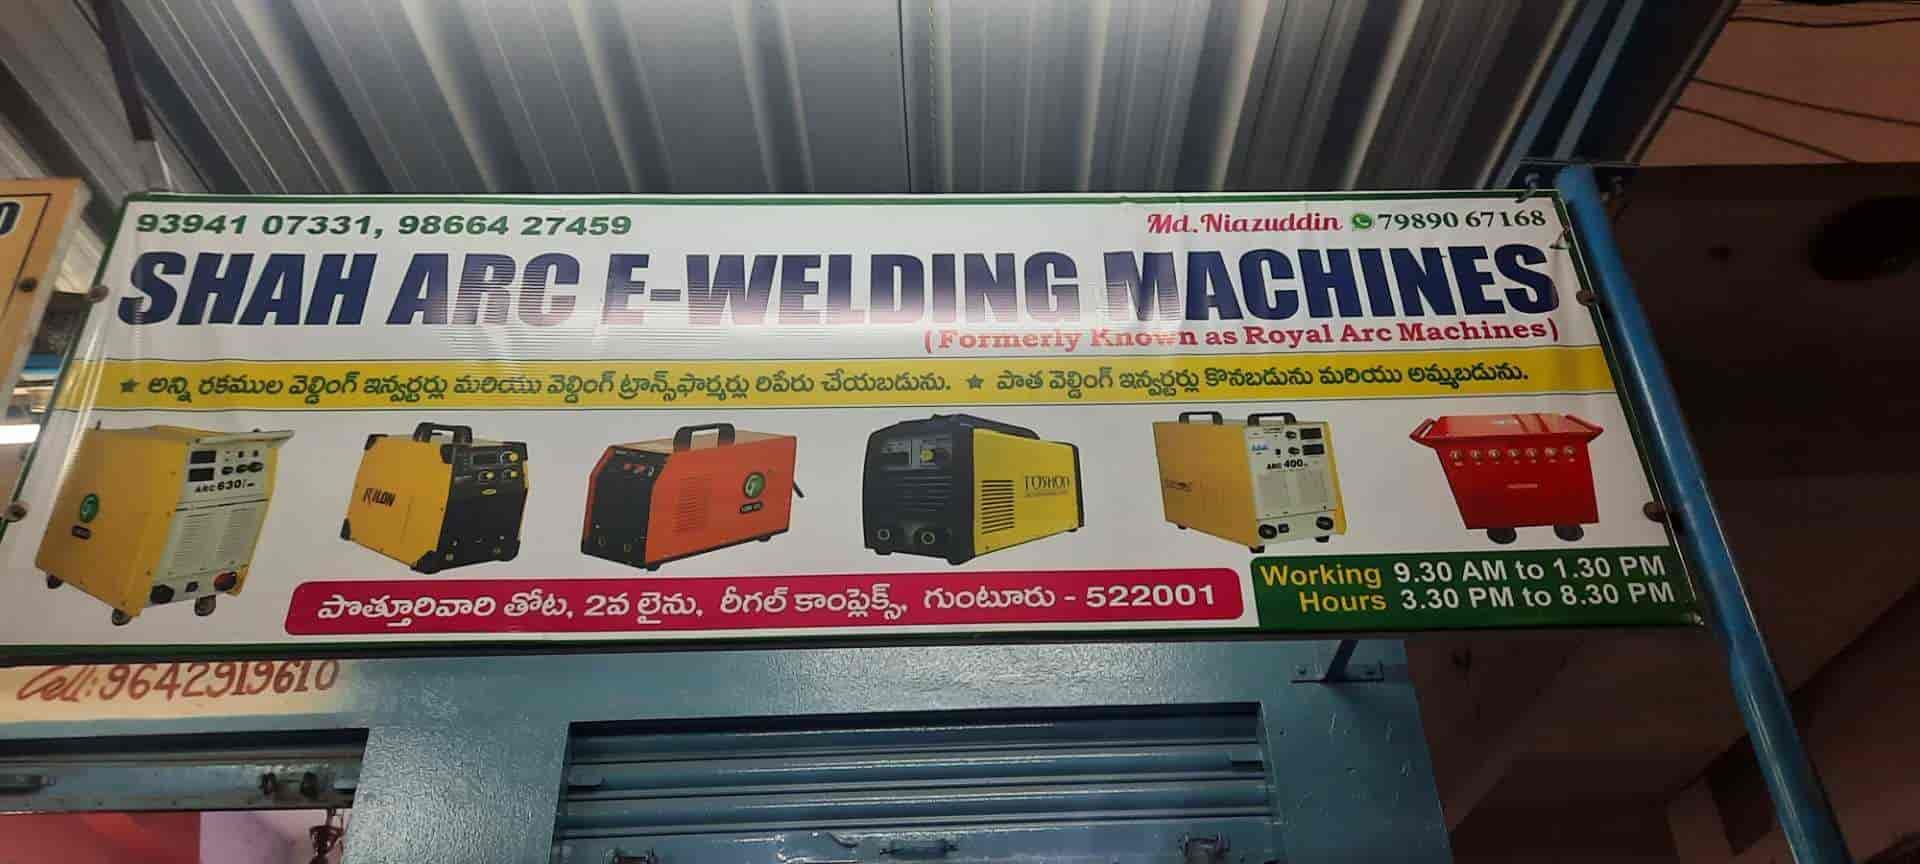 93941 07331, 98664 27459
Md.Niazuddin 79890 67168
SHAH ARC E-WELDING MACHINES
(Formerly Known as Royal Arc Machines)
★ అన్ని రకముల వెల్డింగ్ ఇన్వర్టర్లు మరియు వెల్డింగ్ ట్రాన్స్‌ఫార్మర్లు రిపేరు చేయబడును. ★ పాత వెల్డింగ్ ఇన్వర్టర్లు కొనబడును మరియు అమ్మబడును.
ARC 630
RILON
TOSHON
ARC 400
పొత్తూరివారి తోట, 2వ లైను, రీగల్ కాంప్లెక్స్, గుంటూరు - 522001
Working Hours 9.30 AM to 1.30 PM
3.30 PM to 8.30 PM
Cell:9642919610